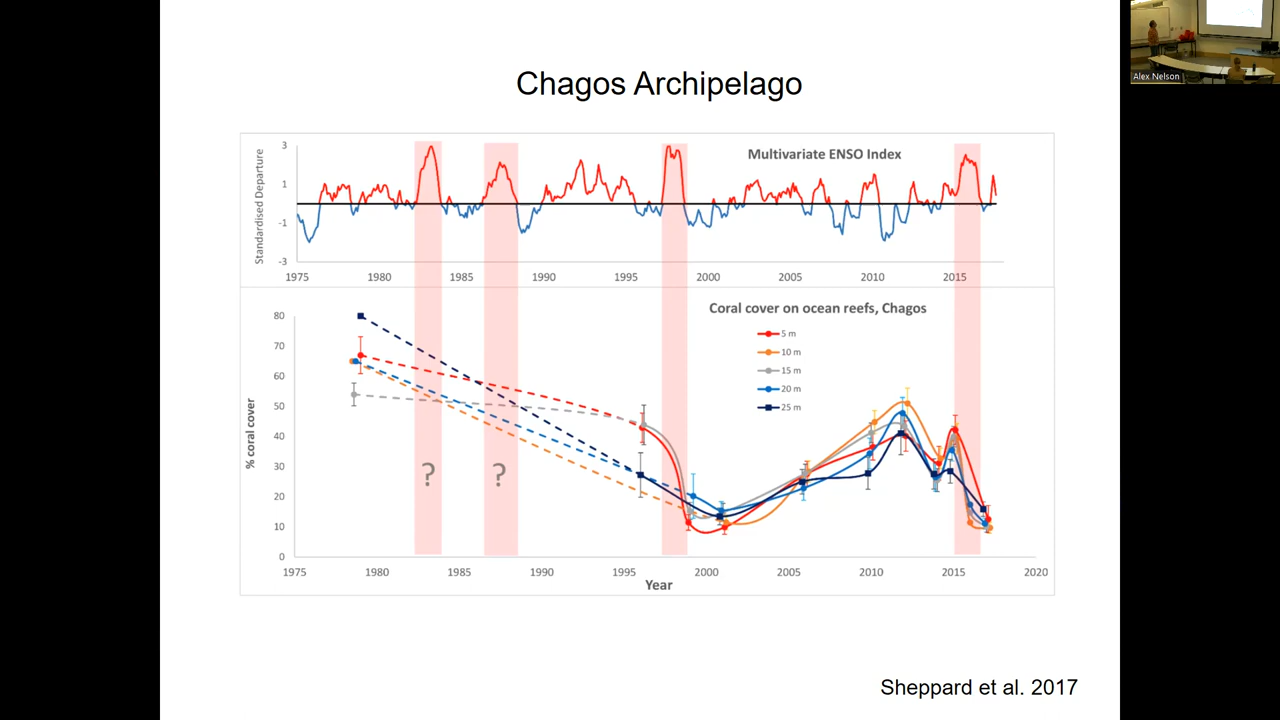 Chagos Archipelago
Alex Nelson
Multivariate ENSO Index
Standardised Departure
3
1
-1
-3
1975 1980 1985 1990 1995 2000 2005 2010 2015
Coral cover on ocean reefs, Chagos
5 m
10 m
15 m
20 m
25 m
% coral cover
80
70
60
50
40
30
20
10
0
? ?
1975 1980 1985 1990 1995 2000 2005 2010 2015 2020
Year
Sheppard et al. 2017